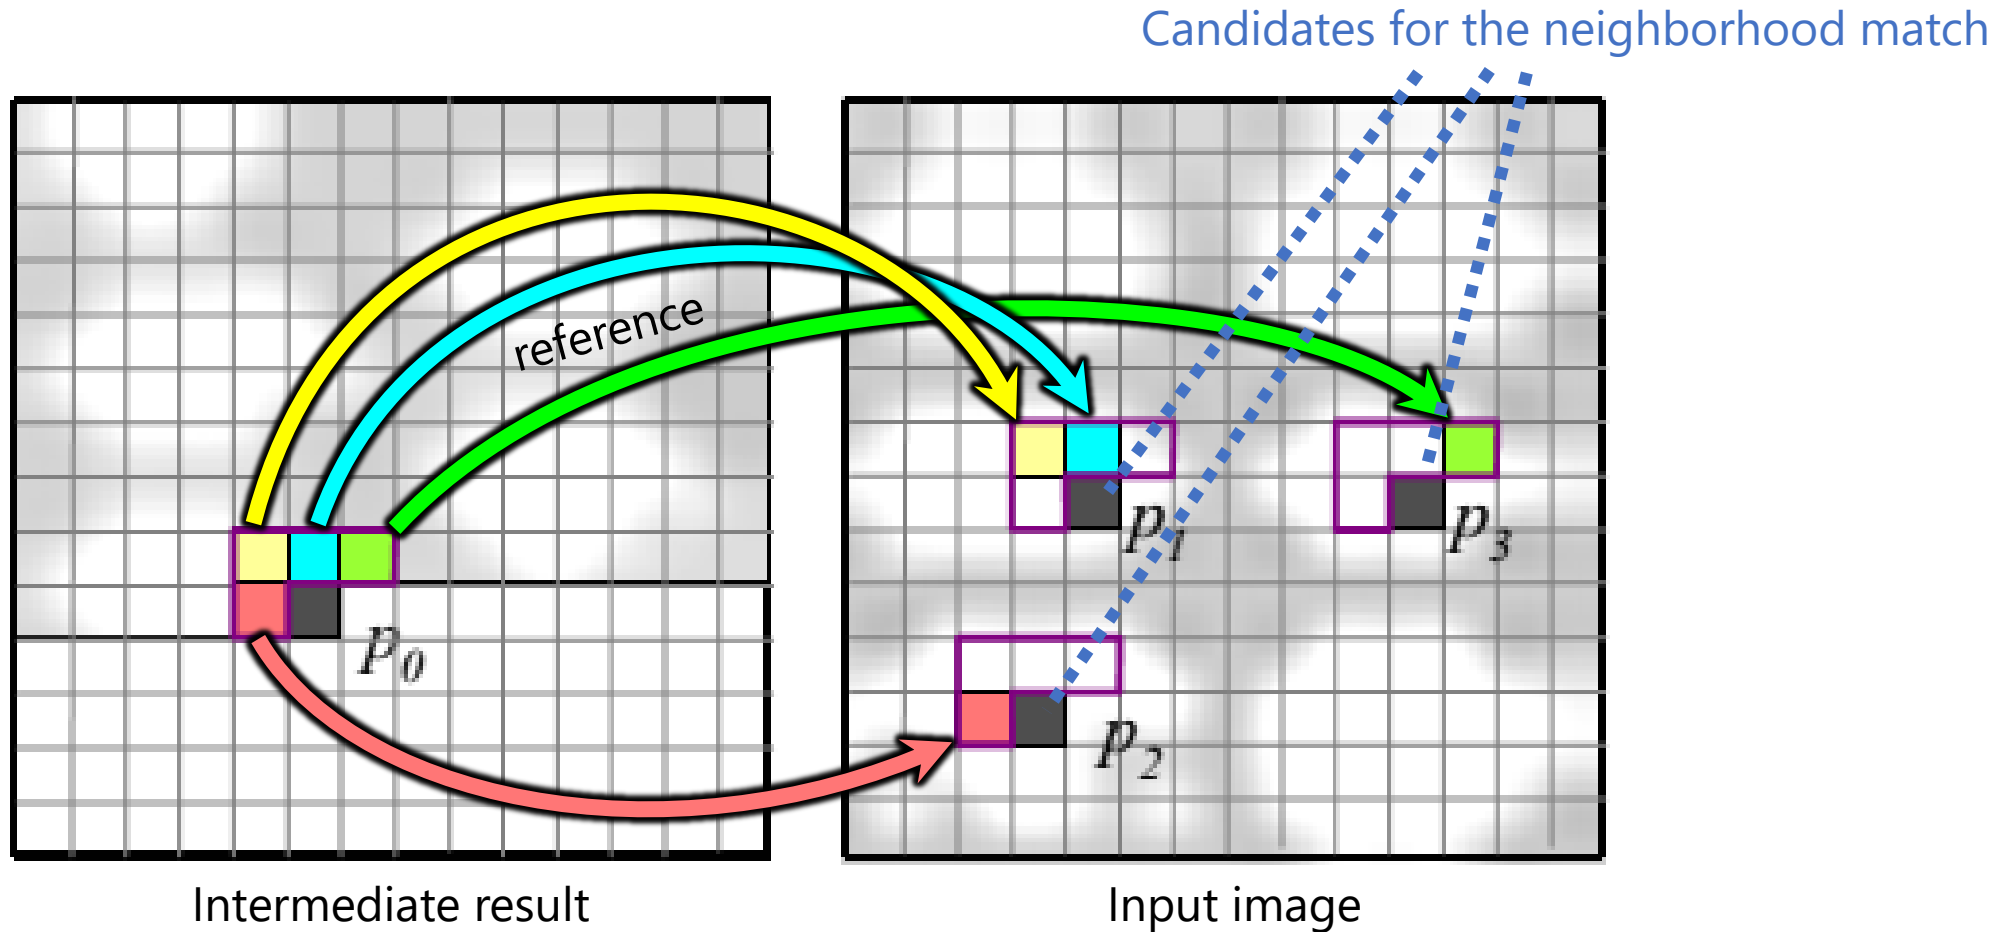 Candidates for the neighborhood match
reference
p1
p3
p0
p2
Intermediate result
Input image